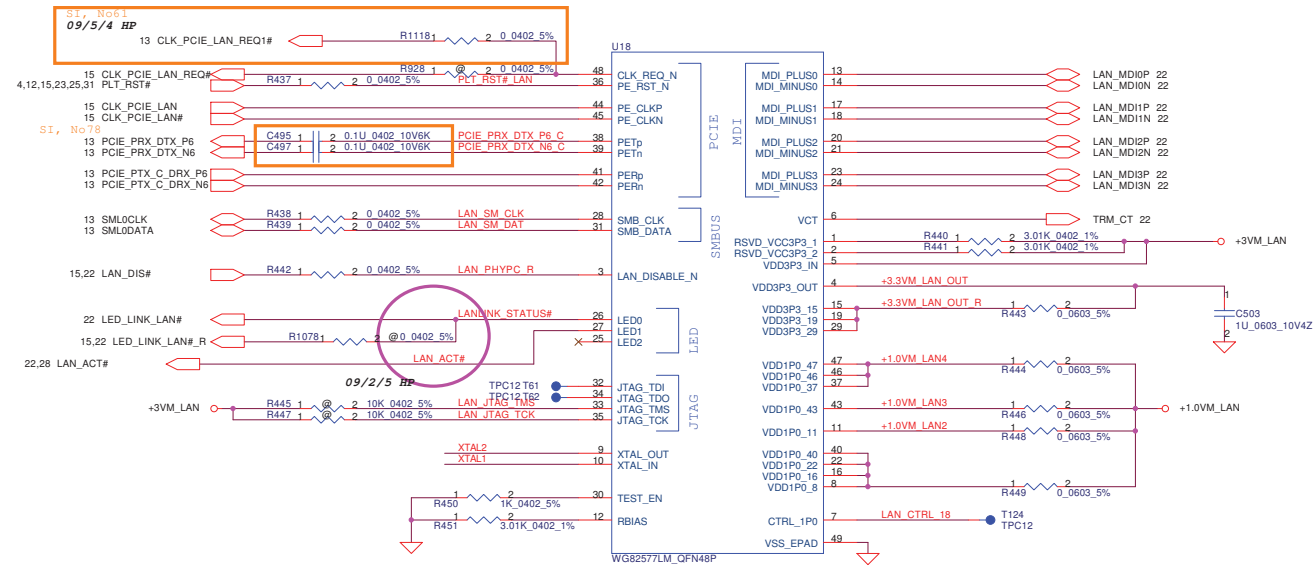 SI, No61
09/5/4 HP
13 CLK_PCIE_LAN_REQ1# R1118 1 2 0_0402_5%
U18
15 CLK_PCIE_LAN_REQ# R928 1 @ 2 0_0402_5% 48 CLK_REQ_N
4,12,15,23,25,31 PLT_RST# R437 1 2 0_0402_5% PLT_RST#_LAN 36 PE_RST_N
15 CLK_PCIE_LAN 44 PE_CLKP
15 CLK_PCIE_LAN# 45 PE_CLKN
SI, No78
13 PCIE_PRX_DTX_P6 C495 1 2 0.1U_0402_10V6K PCIE_PRX_DTX_P6_C 38 PETp
13 PCIE_PRX_DTX_N6 C497 1 2 0.1U_0402_10V6K PCIE_PRX_DTX_N6_C 39 PETn
13 PCIE_PTX_C_DRX_P6 41 PERp
13 PCIE_PTX_C_DRX_N6 42 PERn
PCIE
13 SML0CLK R438 1 2 0_0402_5% LAN_SM_CLK 28 SMB_CLK
13 SML0DATA R439 1 2 0_0402_5% LAN_SM_DAT 31 SMB_DATA
SMBUS
15,22 LAN_DIS# R442 1 2 0_0402_5% LAN_PHYPC_R 3 LAN_DISABLE_N
22 LED_LINK_LAN# LANLINK_STATUS# 26 LED0
27 LED1
15,22 LED_LINK_LAN#_R R1078 1 2 @ 0_0402_5% 25 LED2
LED
22,28 LAN_ACT# LAN_ACT#
09/2/5 HP
TPC12 T61 32 JTAG_TDI
TPC12 T62 34 JTAG_TDO
+3VM_LAN R445 1 @ 2 10K_0402_5% LAN_JTAG_TMS 33 JTAG_TMS
R447 1 @ 2 10K_0402_5% LAN_JTAG_TCK 35 JTAG_TCK
JTAG
XTAL2 9 XTAL_OUT
XTAL1 10 XTAL_IN
R450 1 2 1K_0402_5% 30 TEST_EN
R451 1 2 3.01K_0402_1% 12 RBIAS
MDI
MDI_PLUS0 13 LAN_MDI0P 22
MDI_MINUS0 14 LAN_MDI0N 22
MDI_PLUS1 17 LAN_MDI1P 22
MDI_MINUS1 18 LAN_MDI1N 22
MDI_PLUS2 20 LAN_MDI2P 22
MDI_MINUS2 21 LAN_MDI2N 22
MDI_PLUS3 23 LAN_MDI3P 22
MDI_MINUS3 24 LAN_MDI3N 22
VCT 6 TRM_CT 22
RSVD_VCC3P3_1 1 R440 1 2 3.01K_0402_1% +3VM_LAN
RSVD_VCC3P3_2 2 R441 1 2 3.01K_0402_1%
VDD3P3_IN 5
VDD3P3_OUT 4 +3.3VM_LAN_OUT
VDD3P3_15 15 +3.3VM_LAN_OUT_R R443 1 2 0_0603_5%
VDD3P3_19 19
VDD3P3_29 29
1 C503
1U_0603_10V4Z
2
VDD1P0_47 47 +1.0VM_LAN4 R444 1 2 0_0603_5%
VDD1P0_46 46
VDD1P0_37 37
VDD1P0_43 43 +1.0VM_LAN3 R446 1 2 0_0603_5% +1.0VM_LAN
VDD1P0_11 11 +1.0VM_LAN2 R448 1 2 0_0603_5%
VDD1P0_40 40
VDD1P0_22 22
VDD1P0_16 16
VDD1P0_8 8 R449 1 2 0_0603_5%
CTRL_1P0 7 LAN_CTRL_18 T124
TPC12
VSS_EPAD 49
WG82577LM_QFN48P